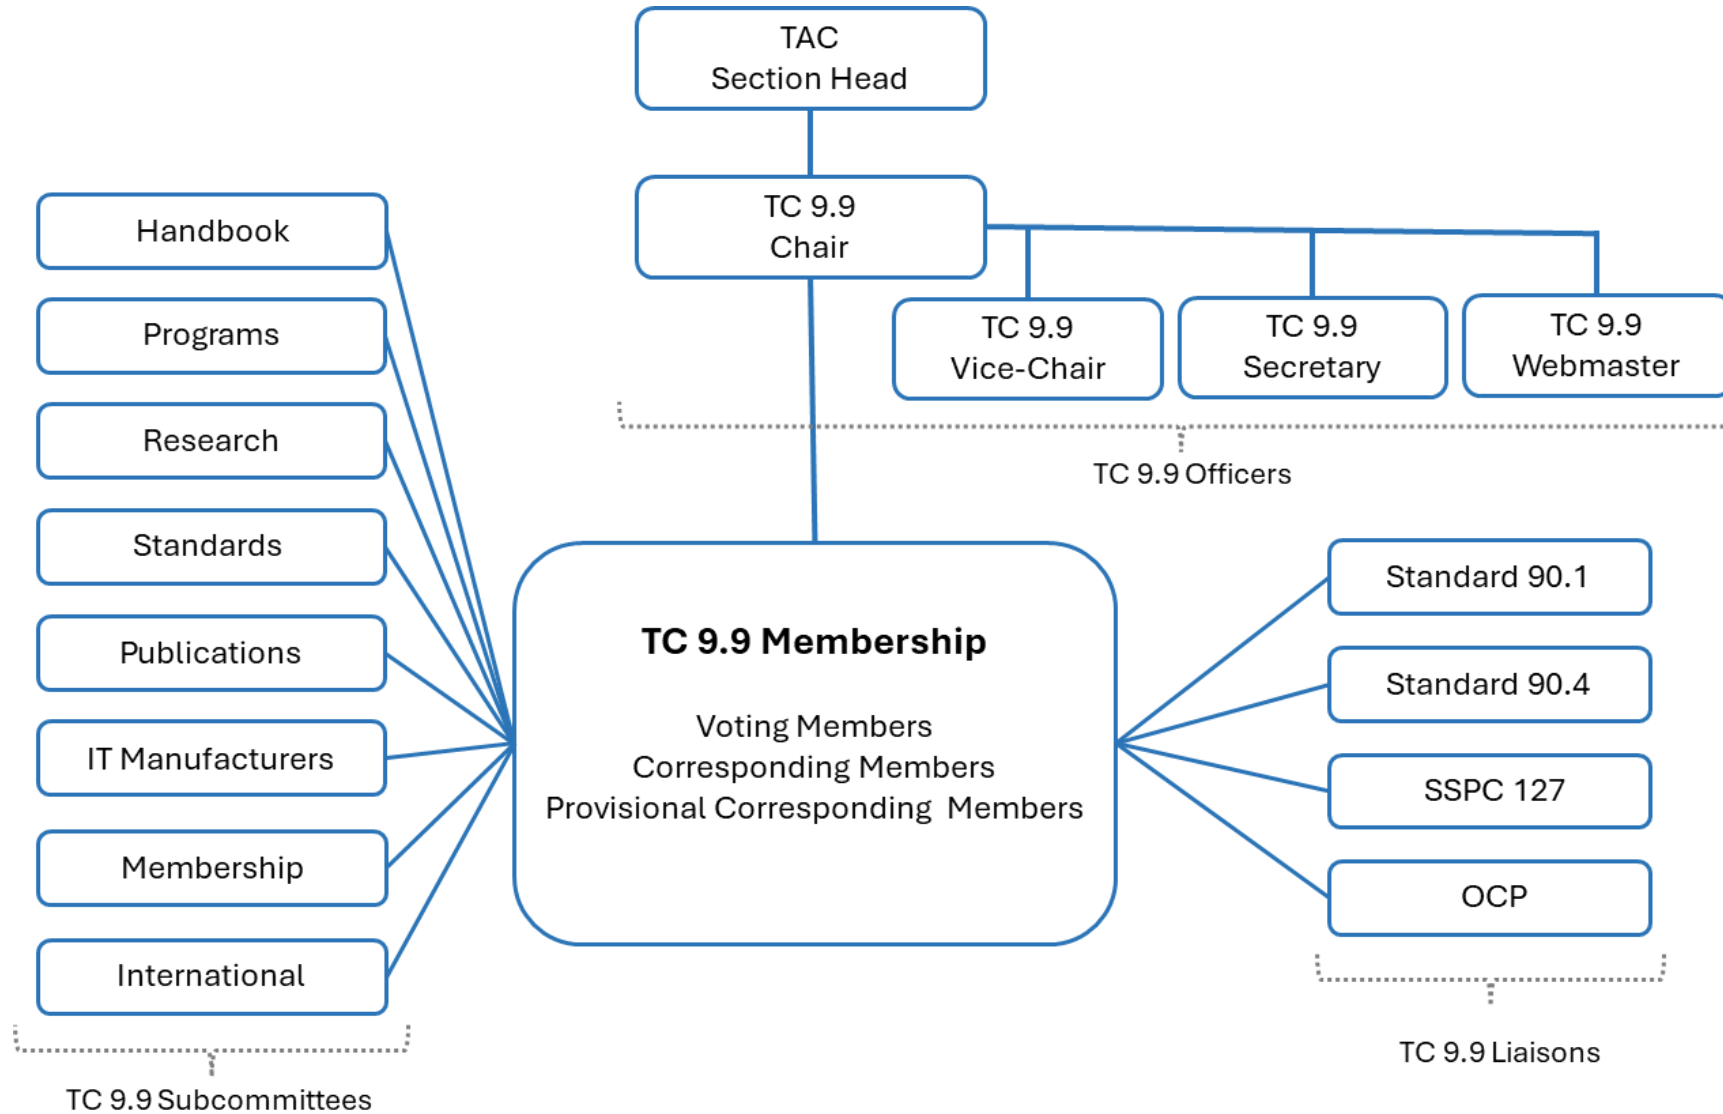 TAC
Section Head
TC 9.9
Chair
TC 9.9
Vice-Chair
TC 9.9
Secretary
TC 9.9
Webmaster
TC 9.9 Officers
Handbook
Programs
Research
Standards
Publications
IT Manufacturers
Membership
International
TC 9.9 Subcommittees
TC 9.9 Membership
Voting Members
Corresponding Members
Provisional Corresponding  Members
Standard 90.1
Standard 90.4
SSPC 127
OCP
TC 9.9 Liaisons